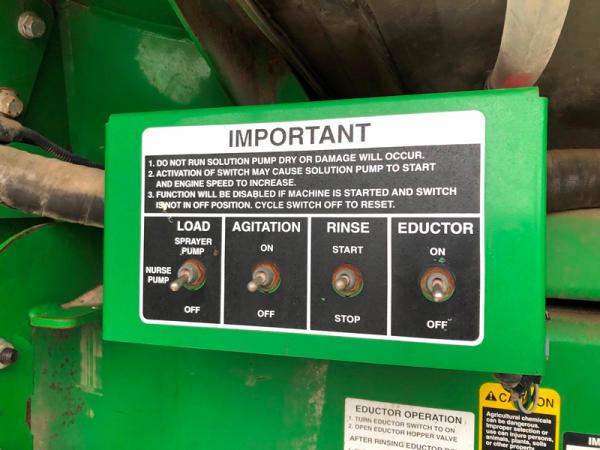 IMPORTANT
1. DO NOT RUN SOLUTION PUMP DRY OR DAMAGE WILL OCCUR.
2. ACTIVATION OF SWITCH MAY CAUSE SOLUTION PUMP TO START
AND ENGINE SPEED TO INCREASE.
3. FUNCTION WILL BE DISABLED IF MACHINE IS STARTED AND SWITCH
IS NOT IN OFF POSITION. CYCLE SWITCH OFF TO RESET.
LOAD
SPRAYER
PUMP
NURSE
PUMP
OFF
AGITATION
ON
OFF
RINSE
START
STOP
EDUCTOR
ON
OFF
EDUCTOR OPERATION
1. TURN EDUCTOR SWITCH TO ON
2. OPEN EDUCTOR HOPPER VALVE
AFTER RINSING EDUCTOR
CAUTION
Agricultural chemicals
can be dangerous.
Improper selection or
use can injure persons,
animals, plants, soils